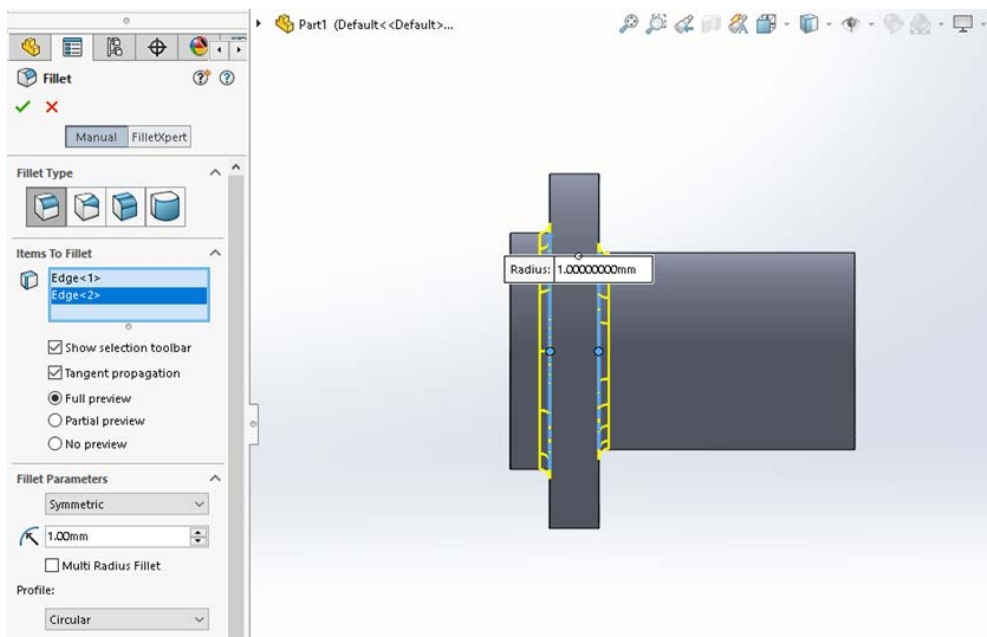 Part1 (Default<<Default>...
Fillet
Manual FilletXpert
Fillet Type
Items To Fillet
Edge<1>
Edge<2>
Show selection toolbar
Tangent propagation
Full preview
Partial preview
No preview
Fillet Parameters
Symmetric
1.00mm
Multi Radius Fillet
Profile:
Circular
Radius: 1.00000000mm